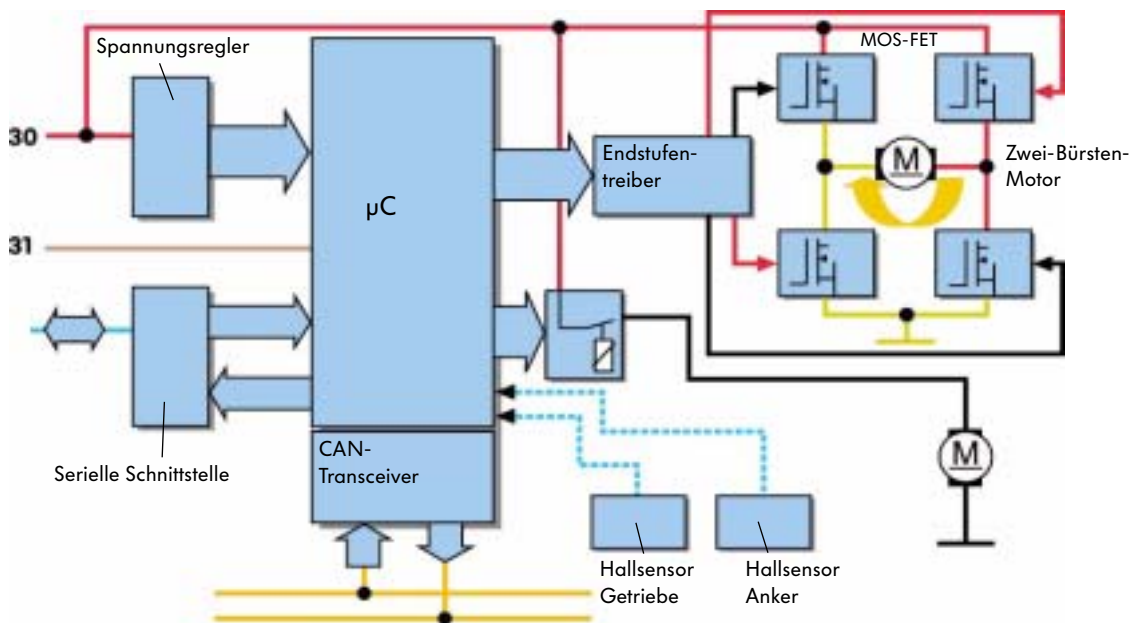 Spannungsregler
MOS-FET
30
Endstufen-
treiber
Zwei-Bürsten-
Motor
M
µC
31
CAN-
Transceiver
Serielle Schnittstelle
M
Hallsensor
Getriebe
Hallsensor
Anker